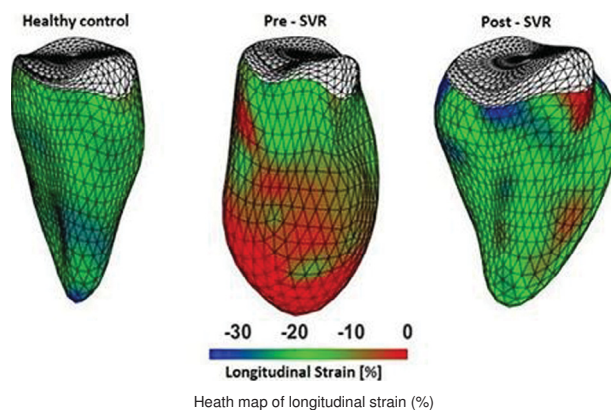 Healthy control Pre - SVR Post - SVR
-30 -20 -10 0
Longitudinal Strain [%]
Heath map of longitudinal strain (%)